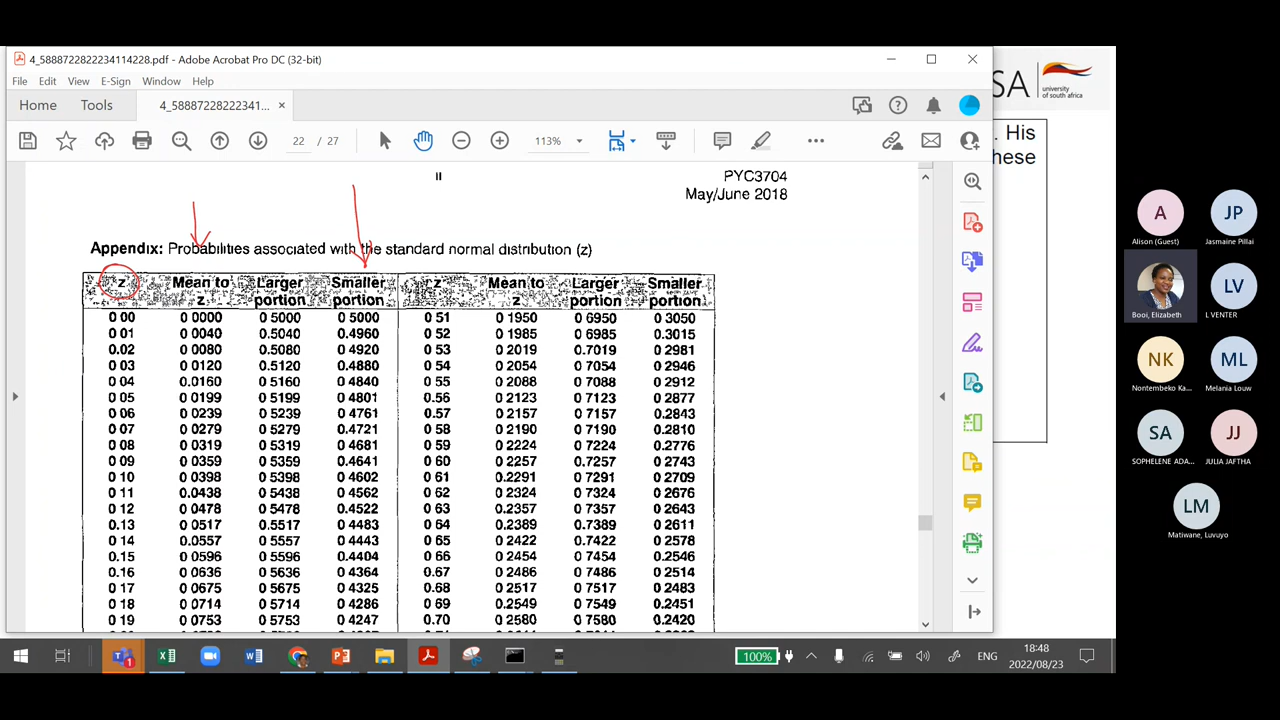 4_5888722822234114228.pdf - Adobe Acrobat Pro DC (32-bit)
File Edit View E-Sign Window Help
Home Tools 4_58887228222341... ×
22 / 27 113%
SA university of south africa
. His
hese
II PYC3704
May/June 2018
Appendix: Probabilities associated with the standard normal distribution (z)
z Mean to z Larger portion Smaller portion z Mean to z Larger portion Smaller portion
0 00 0 0000 0.5000 0 5000 0 51 0 1950 0 6950 0 3050
0.01 0.0040 0.5040 0.4960 0 52 0 1985 0.6985 0.3015
0.02 0 0080 0.5080 0 4920 0 53 0 2019 0.7019 0 2981
0.03 0 0120 0.5120 0.4880 0 54 0 2054 0 7054 0 2946
0 04 0.0160 0 5160 0 4840 0 55 0 2088 0 7088 0 2912
0 05 0.0199 0 5199 0 4801 0.56 0 2123 0 7123 0 2877
0 06 0 0239 0 5239 0 4761 0.57 0 2157 0 7157 0.2843
0 07 0 0279 0 5279 0 4721 0 58 0 2190 0 7190 0 2810
0 08 0 0319 0 5319 0 4681 0 59 0 2224 0 7224 0 2776
0 09 0 0359 0 5359 0 4641 0 60 0 2257 0.7257 0 2743
0 10 0 0398 0 5398 0 4602 0 61 0.2291 0 7291 0 2709
0 11 0.0438 0 5438 0 4562 0 62 0 2324 0 7324 0 2676
0 12 0 0478 0 5478 0.4522 0 63 0.2357 0 7357 0 2643
0.13 0 0517 0.5517 0 4483 0 64 0.2389 0.7389 0 2611
0 14 0.0557 0 5557 0 4443 0 65 0 2422 0.7422 0 2578
0.15 0 0596 0 5596 0.4404 0 66 0 2454 0 7454 0 2546
0.16 0 0636 0 5636 0 4364 0.67 0 2486 0 7486 0 2514
0 17 0 0675 0 5675 0 4325 0.68 0 2517 0 7517 0 2483
0 18 0 0714 0 5714 0 4286 0 69 0.2549 0 7549 0.2451
0 19 0 0753 0 5753 0 4247 0.70 0 2580 0 7580 0.2420
A JP
Alison (Guest) Jasmaine Pillai
LV
Booi, Elizabeth L VENTER
NK ML
Nontembeko Ka... Melania Louw
SA JJ
SOPHELENE ADA... JULIA JAFTHA
LM
Matiwane, Luvuyo
1 100% ENG 18:48
2022/08/23